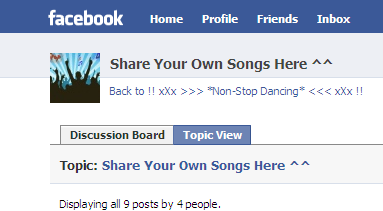 facebook Home Profile Friends Inbox
Share Your Own Songs Here ^^
Back to !! xXx >>> *Non-Stop Dancing* <<< xXx !!
Discussion Board Topic View
Topic: Share Your Own Songs Here ^^
Displaying all 9 posts by 4 people.